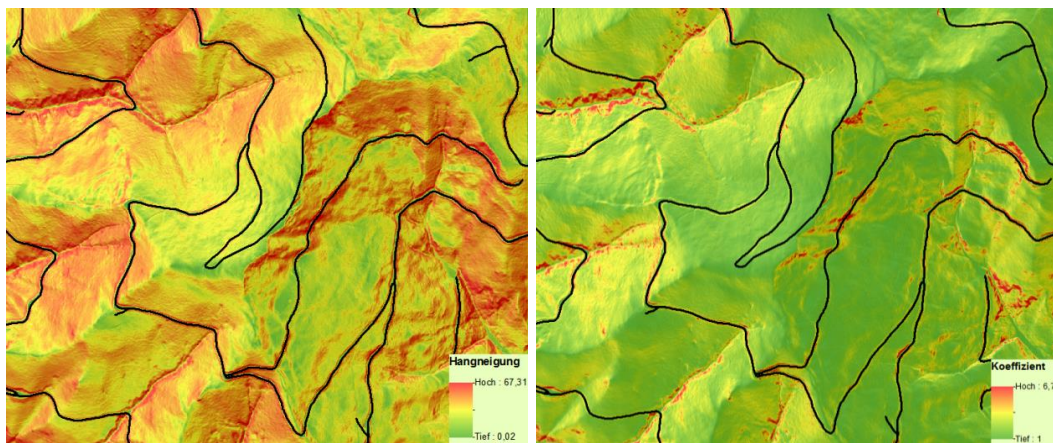 Hangneigung
Hoch : 67,31
Tief : 0,02
Koeffizient
Hoch : 6,7
Tief : 1